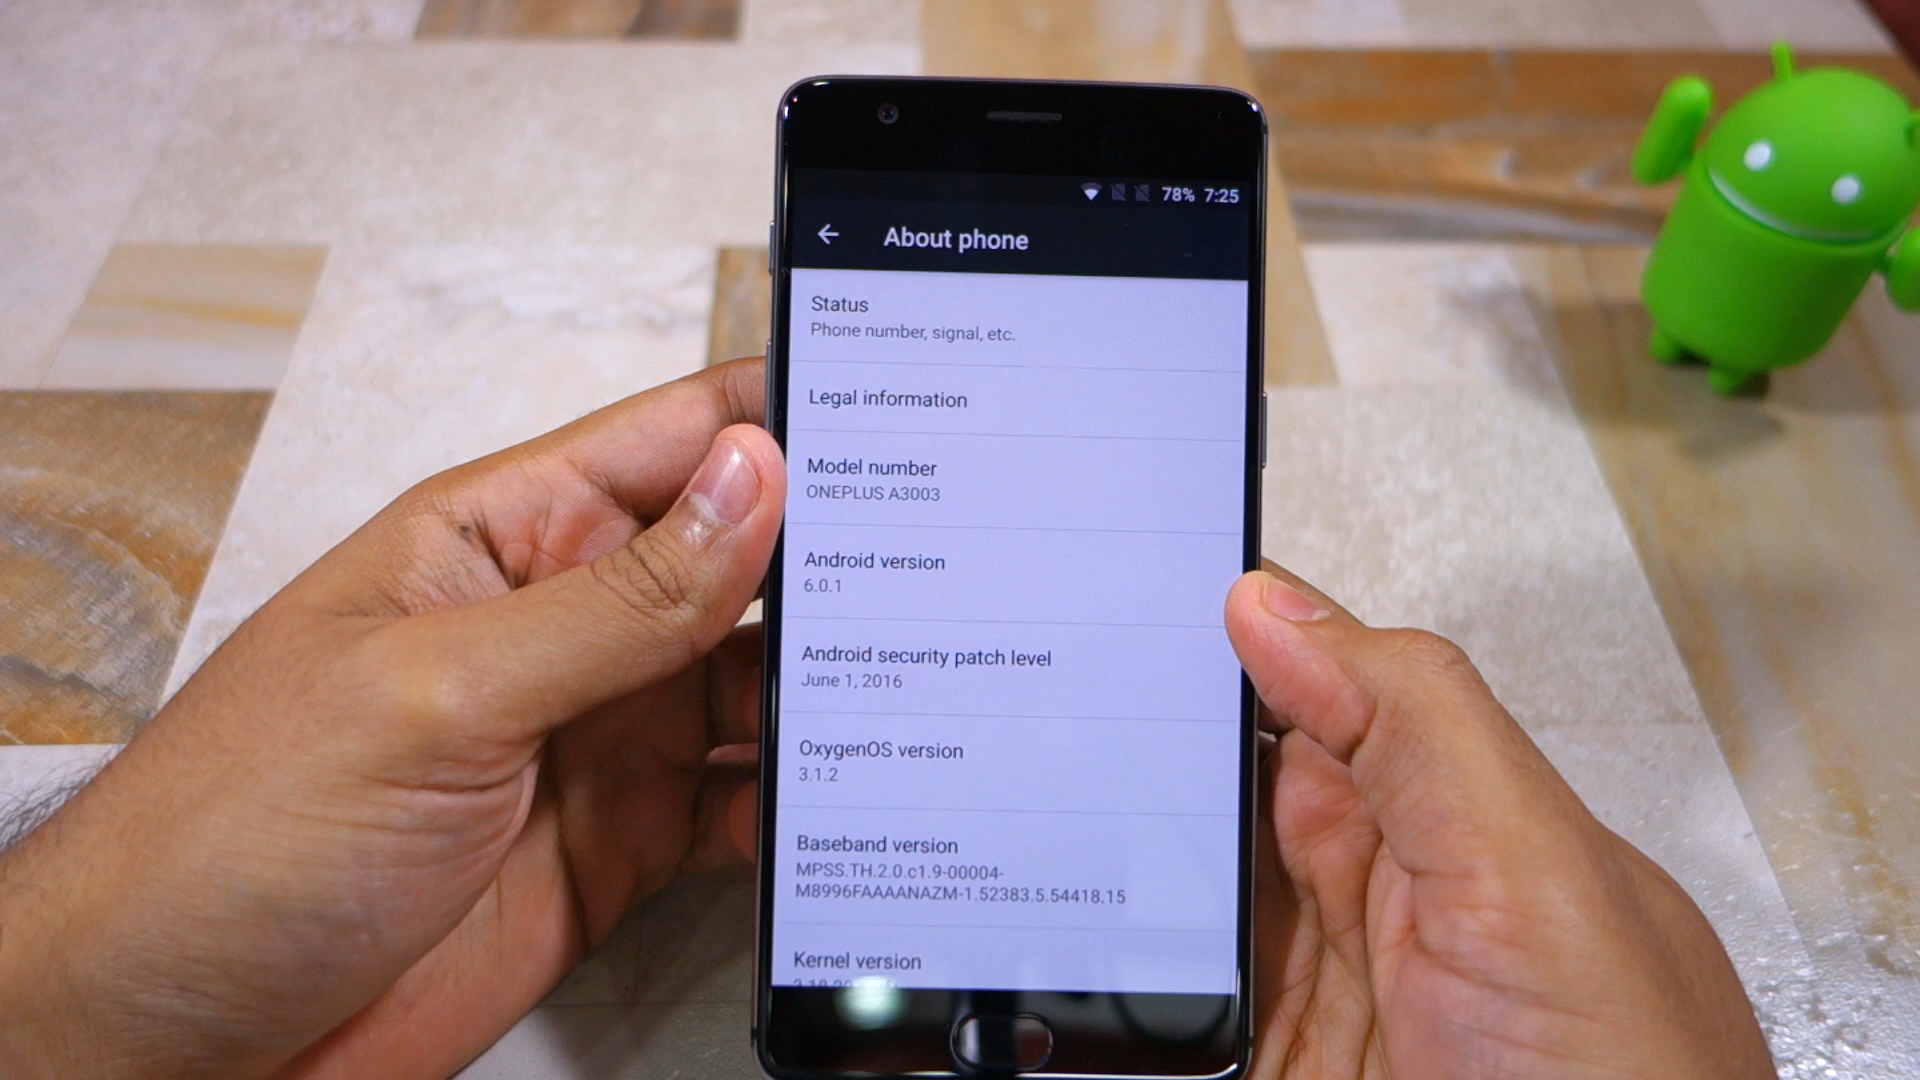 78% 7:25
About phone
Status
Phone number, signal, etc.
Legal information
Model number
ONEPLUS A3003
Android version
6.0.1
Android security patch level
June 1, 2016
OxygenOS version
3.1.2
Baseband version
MPSS.TH.2.0.c1.9-00004-
M8996FAAAANAZM-1.52383.5.54418.15
Kernel version